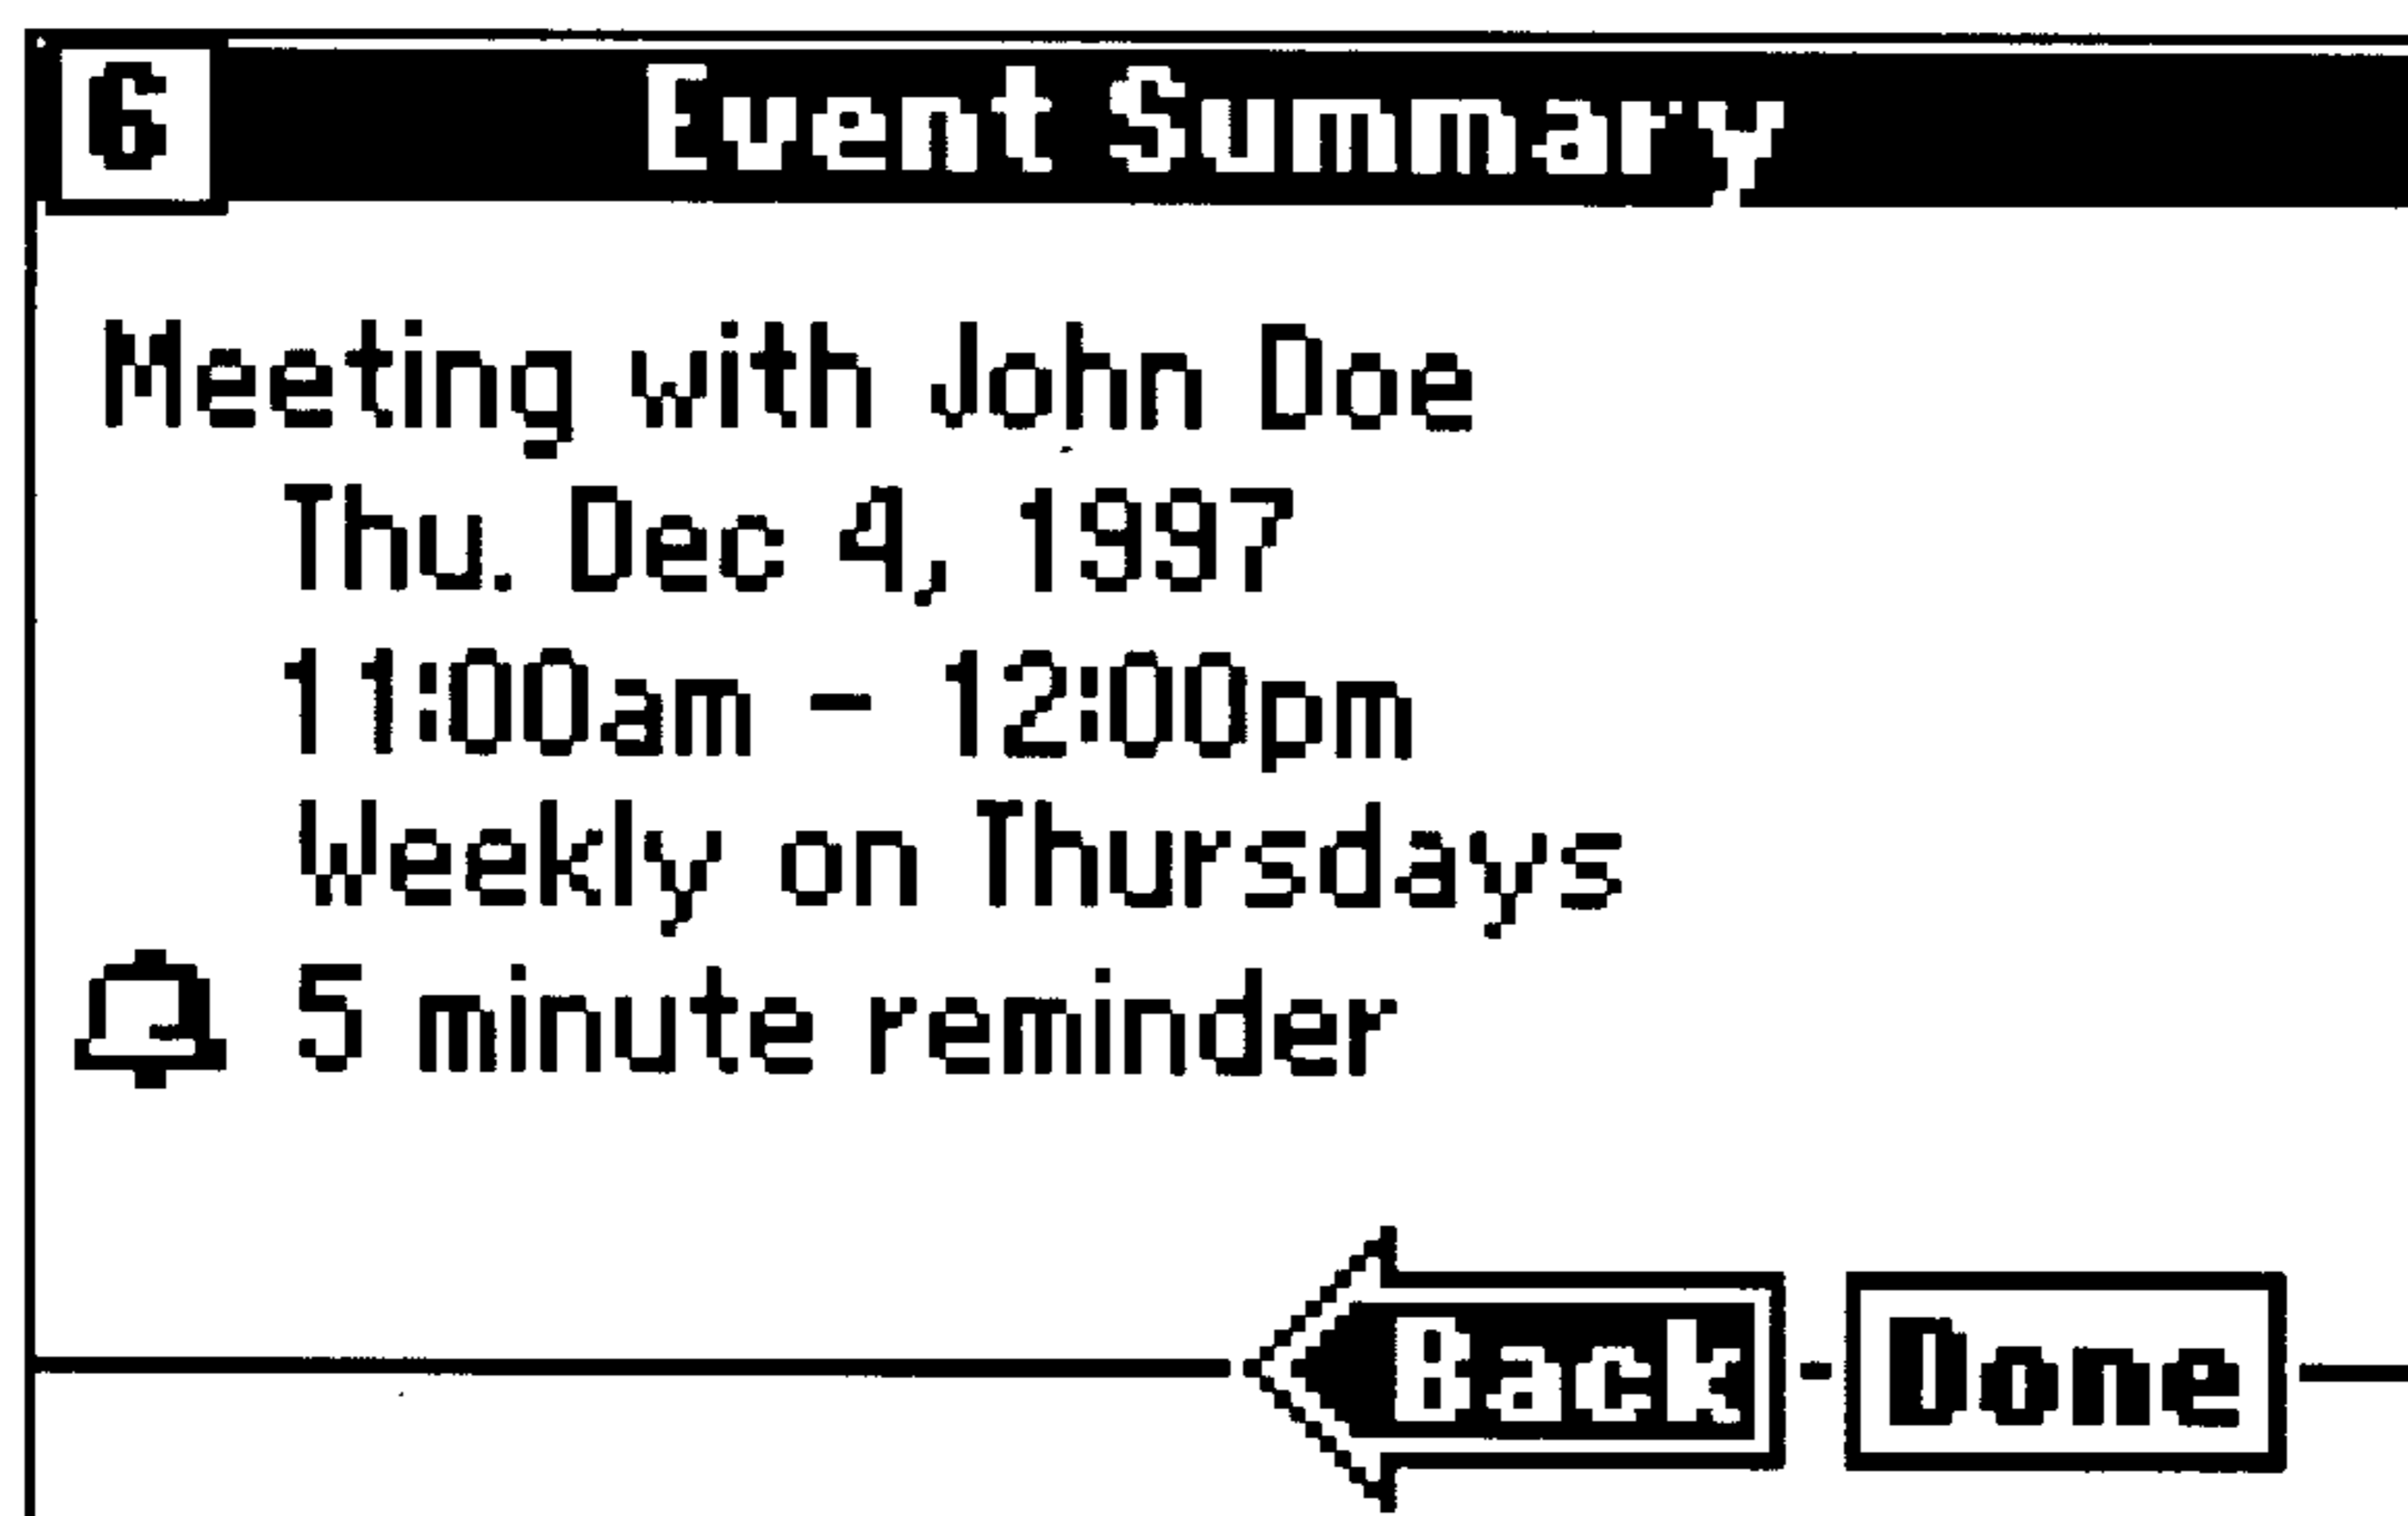 6 Event Summary
Meeting with John Doe
Thu. Dec 4, 1997
11:00am - 12:00pm
Weekly on Thursdays
5 minute reminder
Back Done